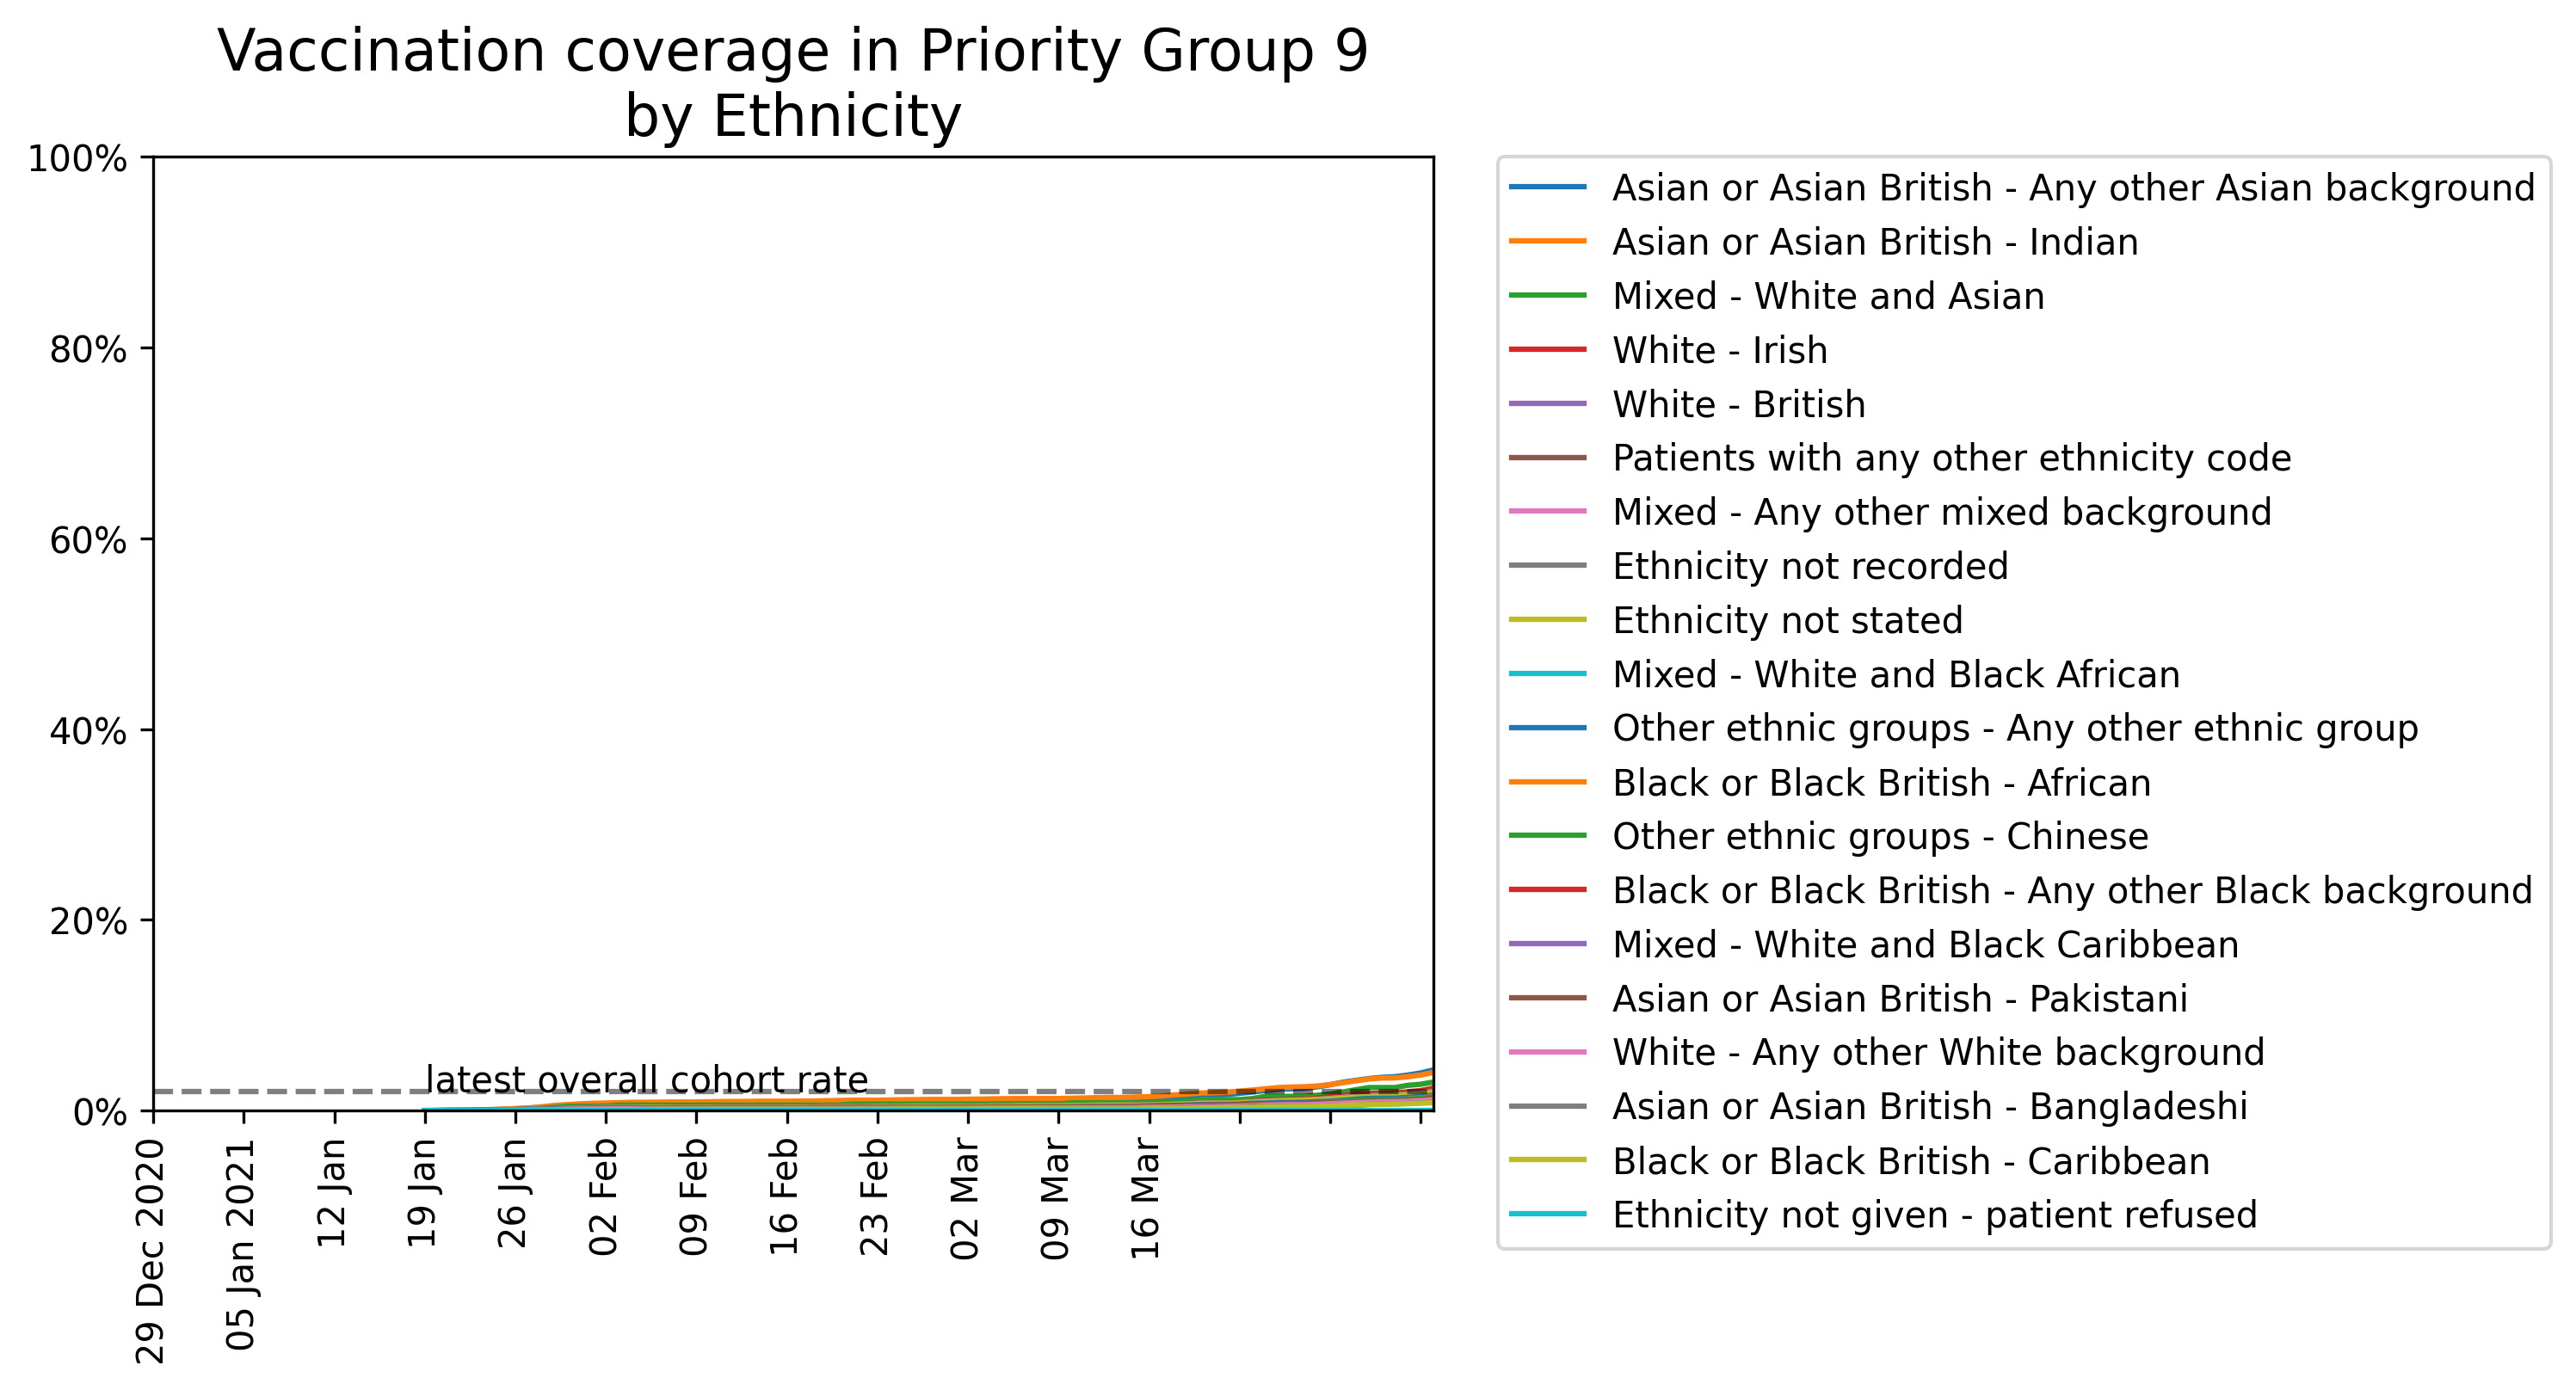 Vaccination coverage in Priority Group 9
by Ethnicity
100%
80%
60%
40%
20%
0%
latest overall cohort rate
29 Dec 2020
05 Jan 2021
12 Jan
19 Jan
26 Jan
02 Feb
09 Feb
16 Feb
23 Feb
02 Mar
09 Mar
16 Mar
Asian or Asian British - Any other Asian background
Asian or Asian British - Indian
Mixed - White and Asian
White - Irish
White - British
Patients with any other ethnicity code
Mixed - Any other mixed background
Ethnicity not recorded
Ethnicity not stated
Mixed - White and Black African
Other ethnic groups - Any other ethnic group
Black or Black British - African
Other ethnic groups - Chinese
Black or Black British - Any other Black background
Mixed - White and Black Caribbean
Asian or Asian British - Pakistani
White - Any other White background
Asian or Asian British - Bangladeshi
Black or Black British - Caribbean
Ethnicity not given - patient refused